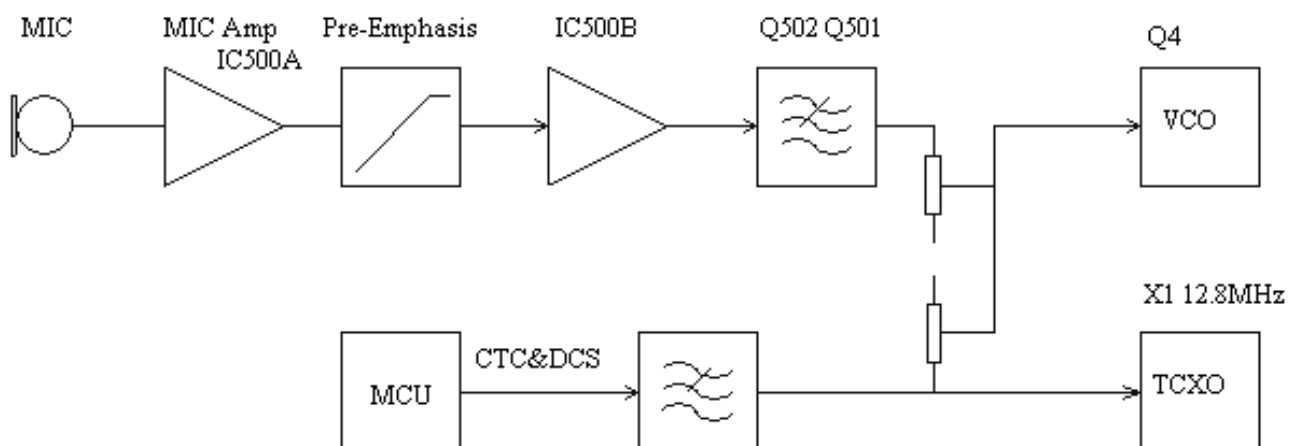 MIC
MIC Amp
IC500A
Pre-Emphasis
IC500B
Q502 Q501
Q4
VCO
X1 12.8MHz
MCU
CTC&DCS
TCXO